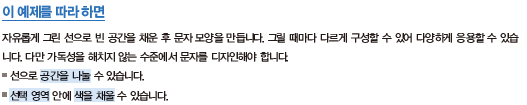 이 예제를 따라 하면
자유롭게 그린 선으로 빈 공간을 채운 후 문자 모양을 만듭니다. 그릴 때마다 다르게 구성할 수 있어 다양하게 응용할 수 있습
니다. 다만 가독성을 해치지 않는 수준에서 문자를 디자인해야 합니다.
■ 선으로 공간을 나눌 수 있습니다.
■ 선택 영역 안에 색을 채울 수 있습니다.